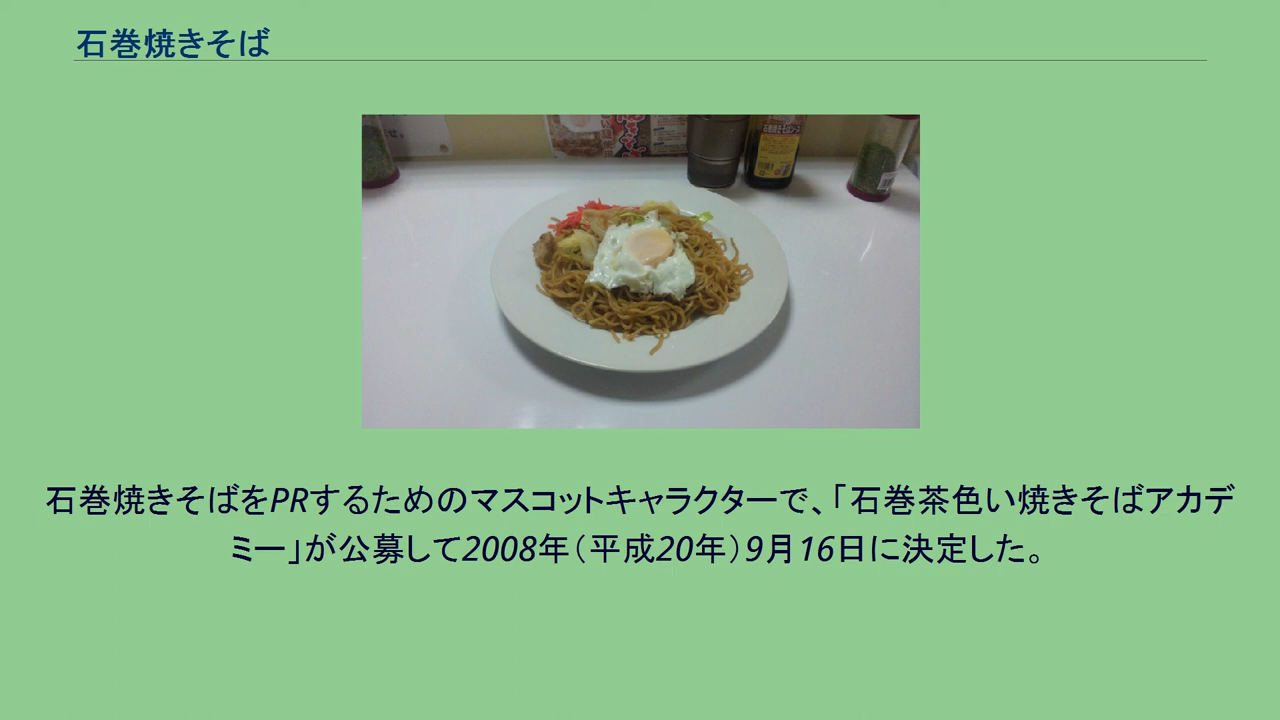 石巻焼きそば
石巻焼きそばをPRするためのマスコットキャラクターで、「石巻茶色い焼きそばアカデ
ミー」が公募して2008年（平成20年）9月16日に決定した。